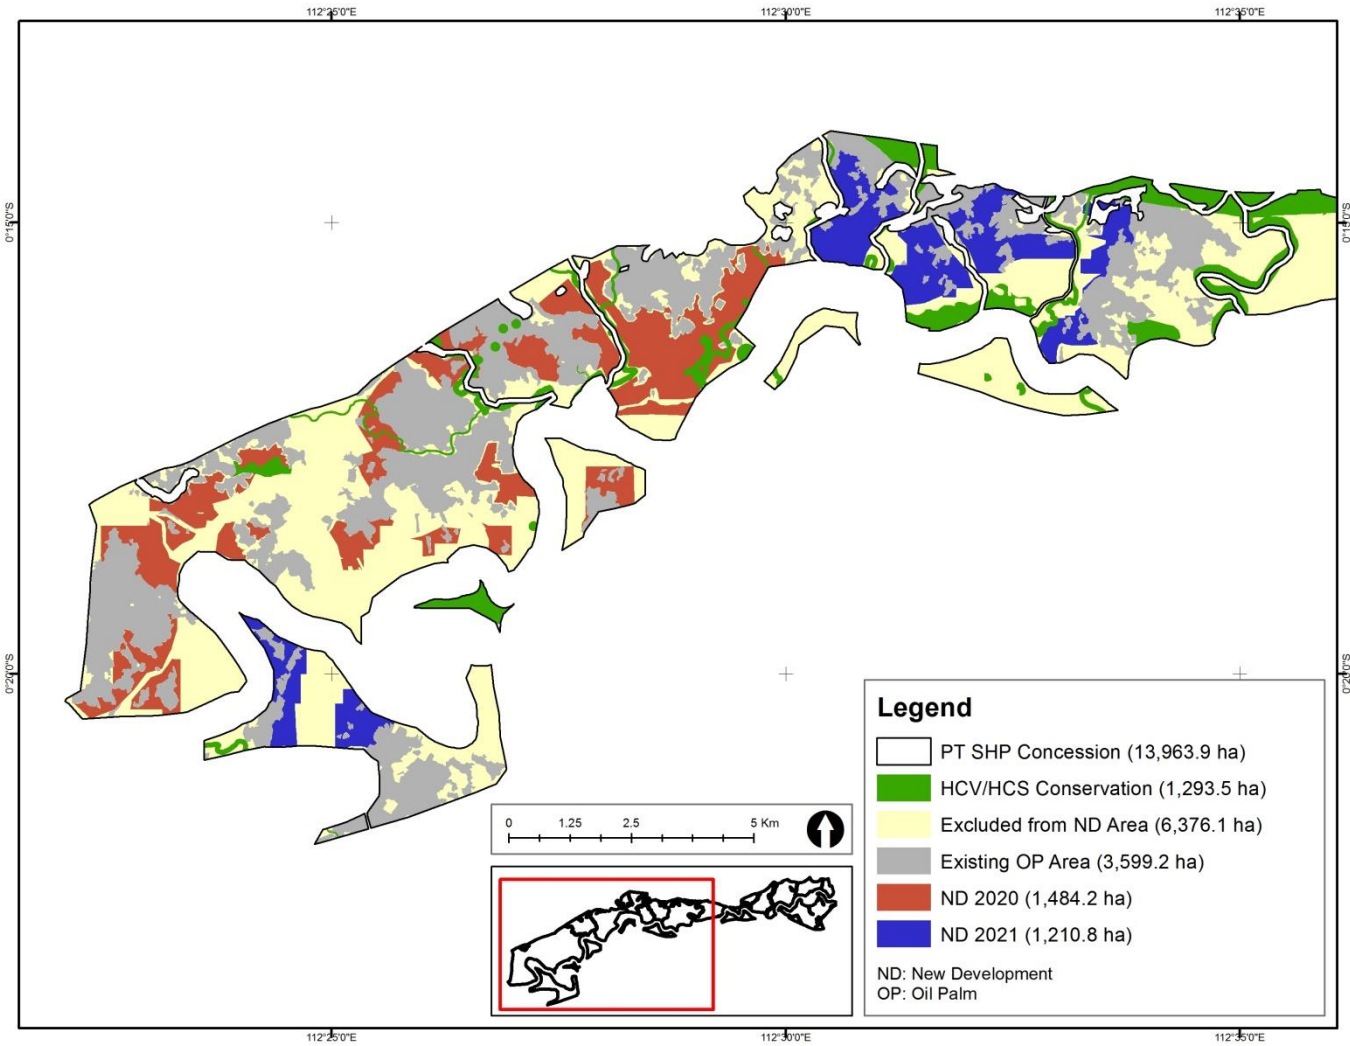 112°25'0"E 112°30'0"E 112°35'0"E
0°15'0"S 0°15'0"S
0°20'0"S 0°20'0"S
Legend
PT SHP Concession (13,963.9 ha)
HCV/HCS Conservation (1,293.5 ha)
Excluded from ND Area (6,376.1 ha)
Existing OP Area (3,599.2 ha)
ND 2020 (1,484.2 ha)
ND 2021 (1,210.8 ha)
ND: New Development
OP: Oil Palm
0 1.25 2.5 5 Km
112°25'0"E 112°30'0"E 112°35'0"E